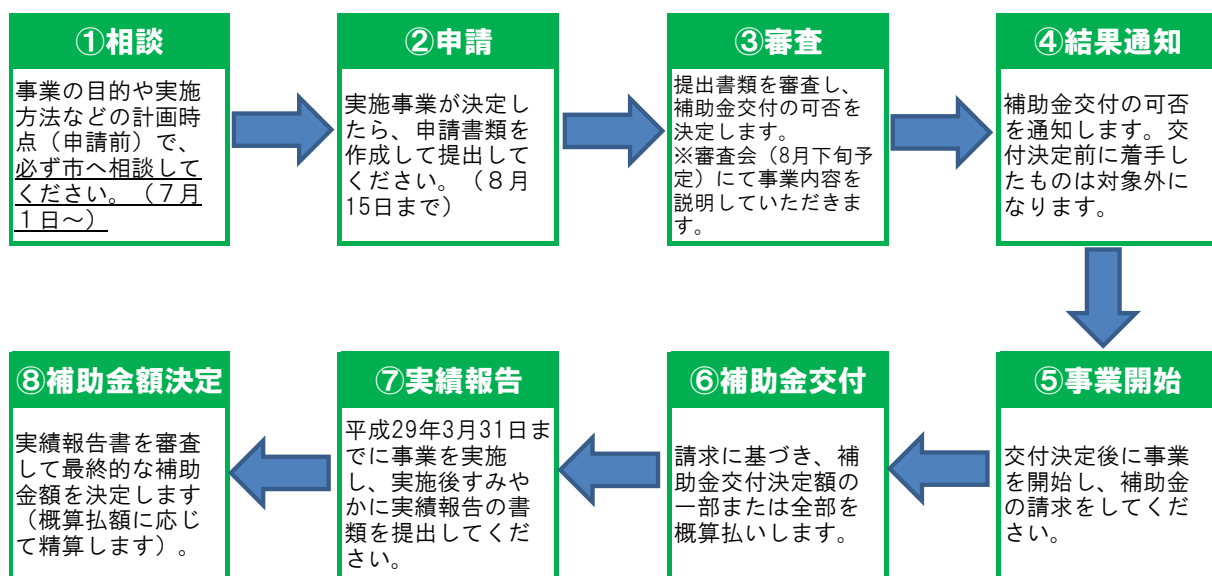 ①相談
事業の目的や実施
方法などの計画時
点（申請前）で、
必ず市へ相談して
ください。（７月
１日～）
②申請
実施事業が決定し
たら、申請書類を
作成して提出して
ください。（８月
15日まで）
③審査
提出書類を審査し、
補助金交付の可否を
決定します。
※審査会（8月下旬予
定）にて事業内容を
説明していただきま
す。
④結果通知
補助金交付の可否
を通知します。交
付決定前に着手し
たものは対象外に
なります。
⑤事業開始
交付決定後に事業
を開始し、補助金
の請求をしてくだ
さい。
⑥補助金交付
請求に基づき、補
助金交付決定額の
一部または全部を
概算払いします。
⑦実績報告
平成29年3月31日ま
でに事業を実施
し、実施後すみや
かに実績報告の書
類を提出してくだ
さい。
⑧補助金額決定
実績報告書を審査
して最終的な補助
金額を決定します
（概算払額に応じ
て精算します）。